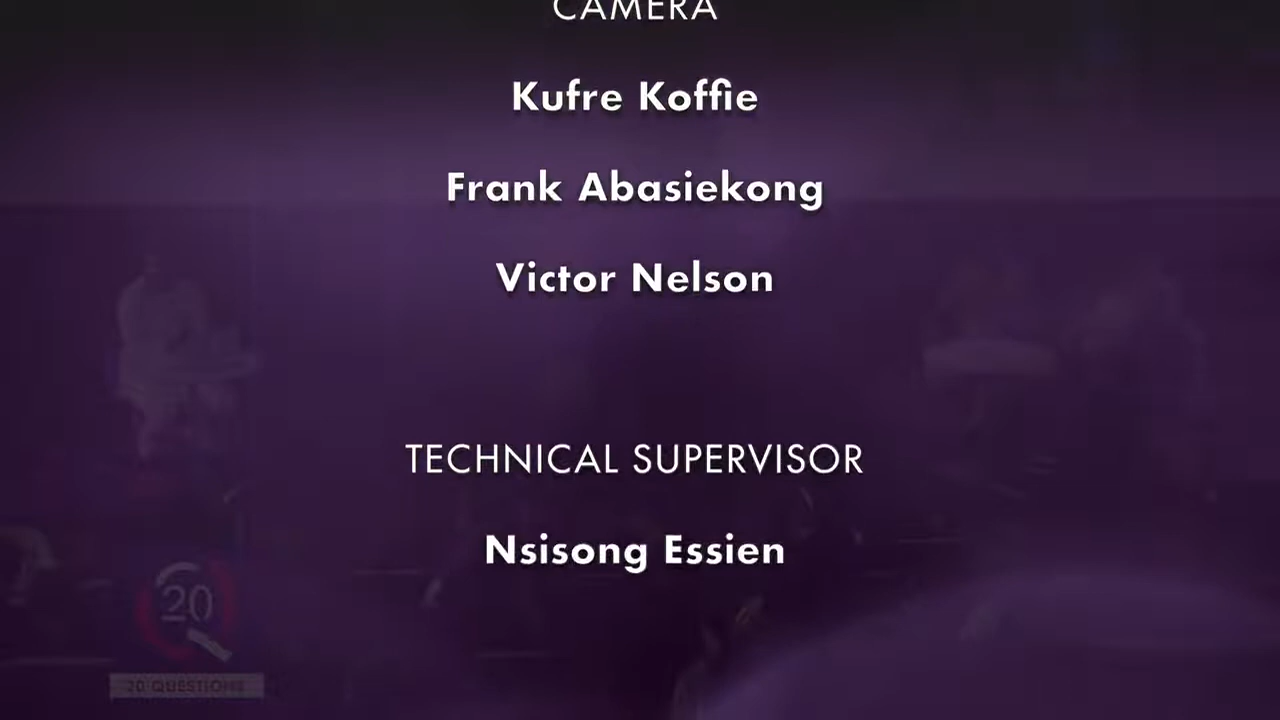 CAMERA
Kufre Koffie
Frank Abasiekong
Victor Nelson
TECHNICAL SUPERVISOR
Nsisong Essien
20
20 QUESTIONS